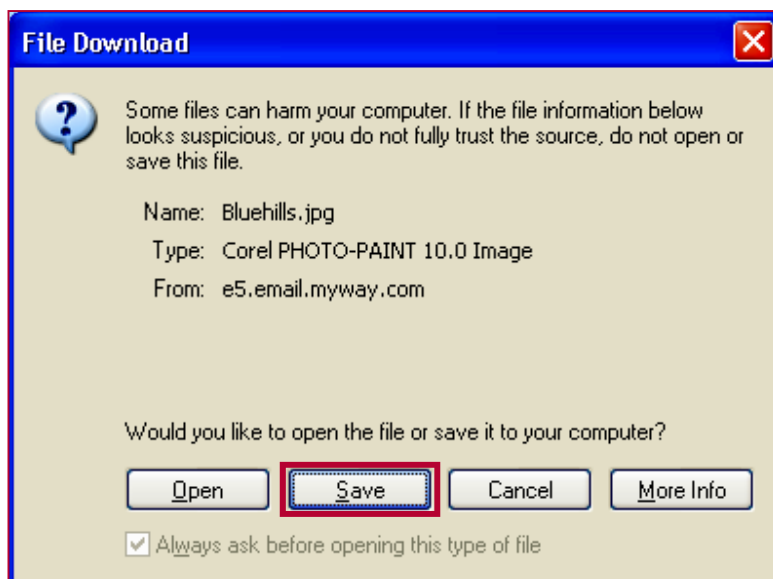 File Download
Some files can harm your computer. If the file information below
looks suspicious, or you do not fully trust the source, do not open or
save this file.
Name: Bluehills.jpg
Type: Corel PHOTO-PAINT 10.0 Image
From: e5.email.myway.com
Would you like to open the file or save it to your computer?
Open Save Cancel More Info
Always ask before opening this type of file